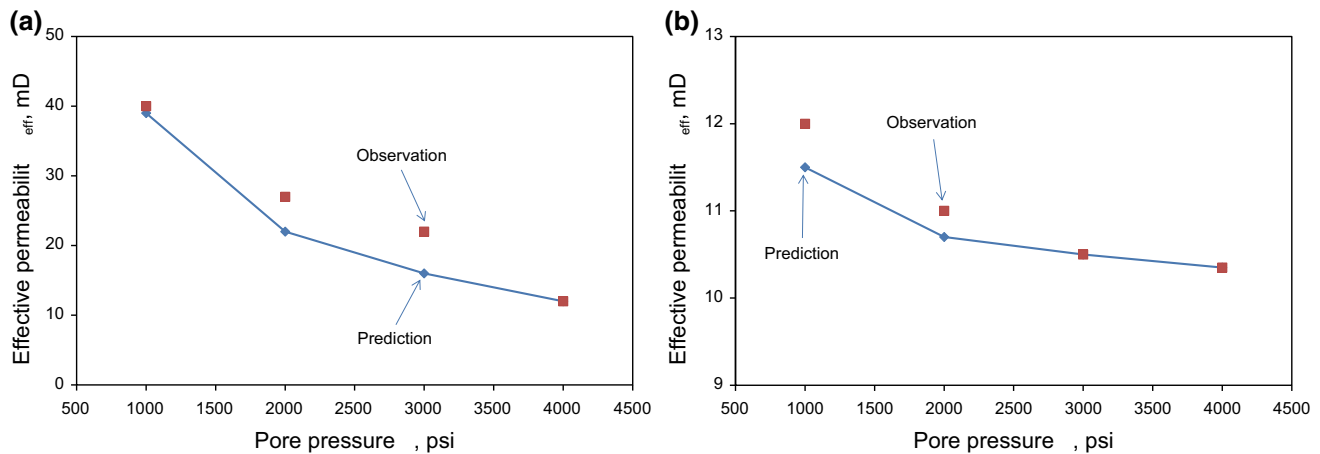 (a)
50
40
30
20
10
0
Effective permeabilit eff, mD
Observation
Prediction
500 1000 1500 2000 2500 3000 3500 4000 4500
Pore pressure , psi
(b)
13
12
11
10
9
Effective permeabilit eff, mD
Observation
Prediction
500 1000 1500 2000 2500 3000 3500 4000 4500
Pore pressure , psi